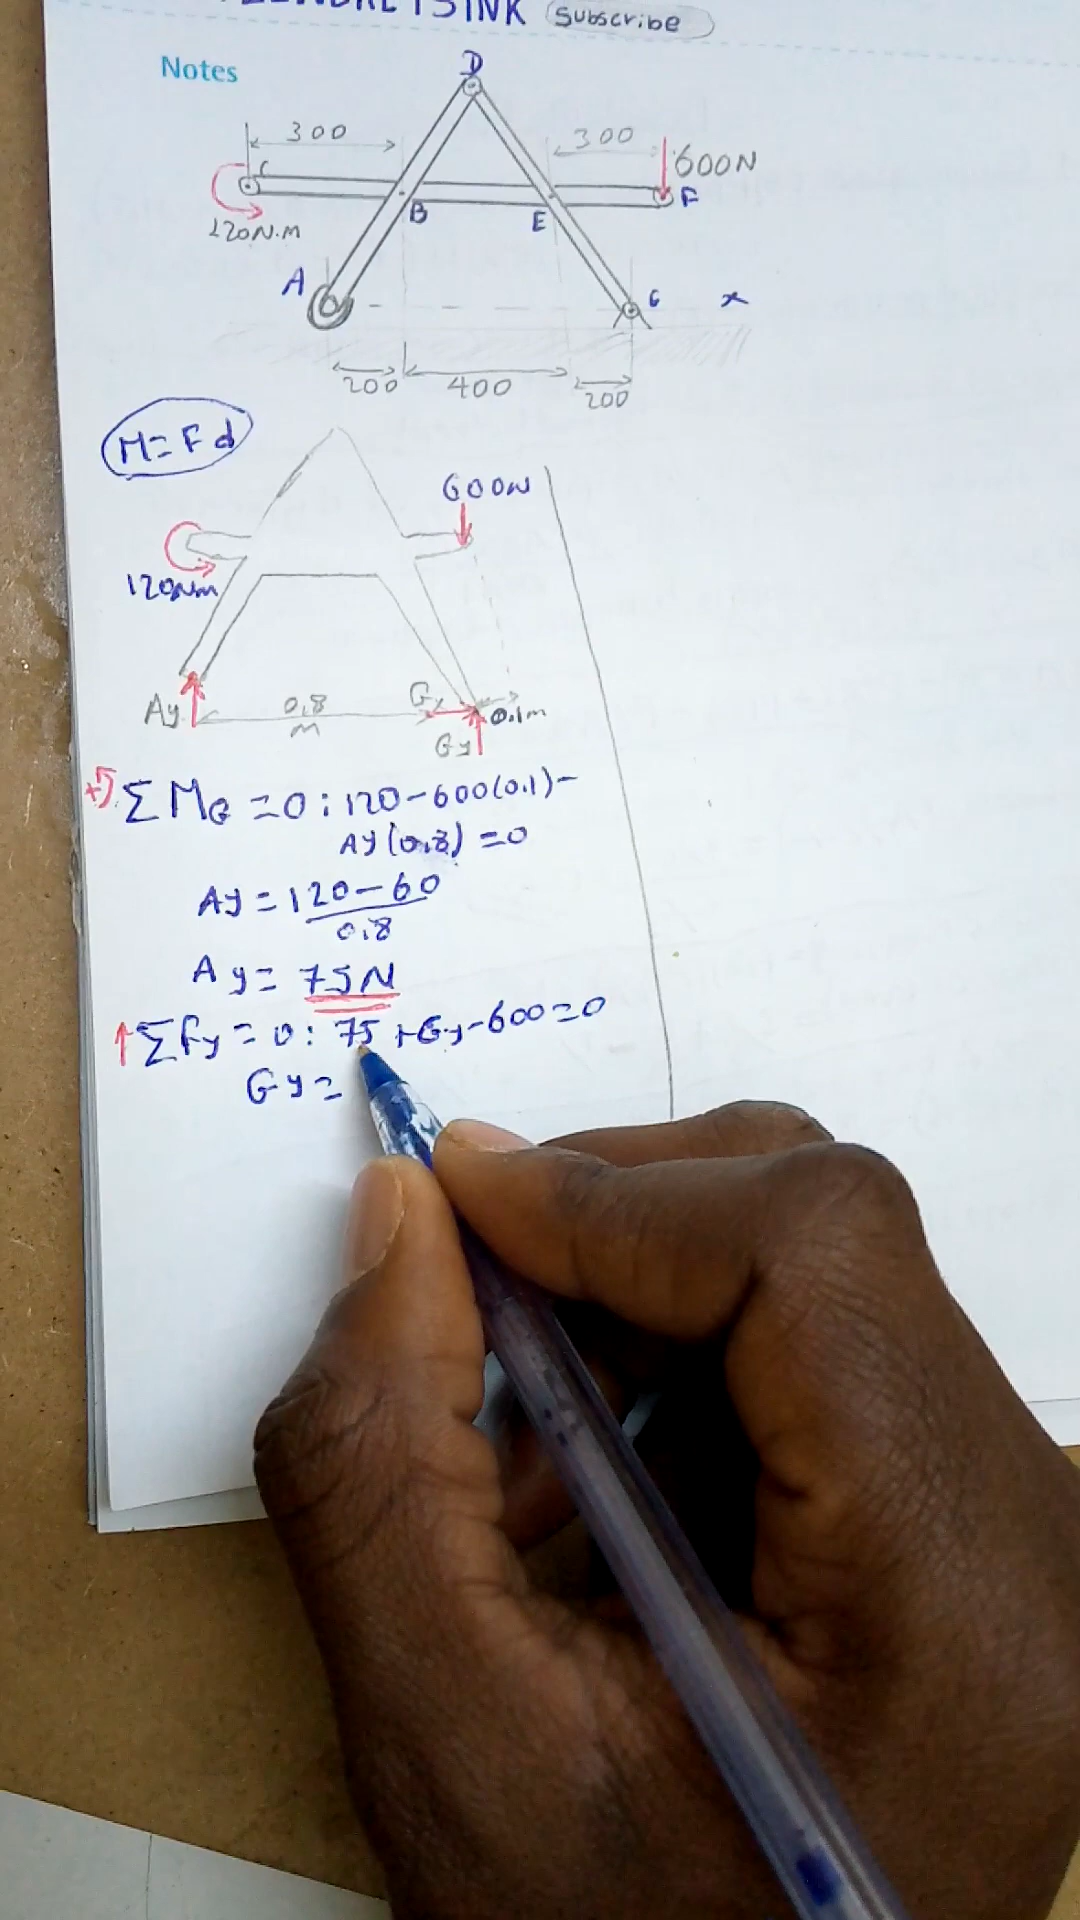 Subscribe
Notes
D
300
300
600N
C
F
B
E
120N.M
A
G
x
200
400
200
M=Fd
600N
120Nm
Ay
0,8
m
Gx
0.1m
Gy
+ ΣMG =0: 120-600(0.1)-
Ay(0.8) =0
Ay = 120-60
0.8
Ay= 75N
↑ΣFy = 0: 75+Gy-600=0
Gy=